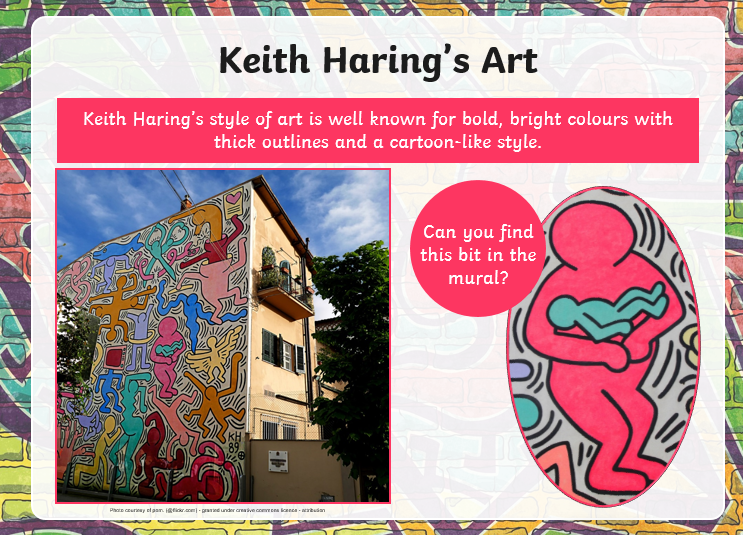 Keith Haring's Art
Keith Haring's style of art is well known for bold, bright colours with
thick outlines and a cartoon-like style.
Can you find
this bit in the
mural?
KH
89
Photo courtesy of pom. (@flickr.com) - granted under creative commons licence - attribution